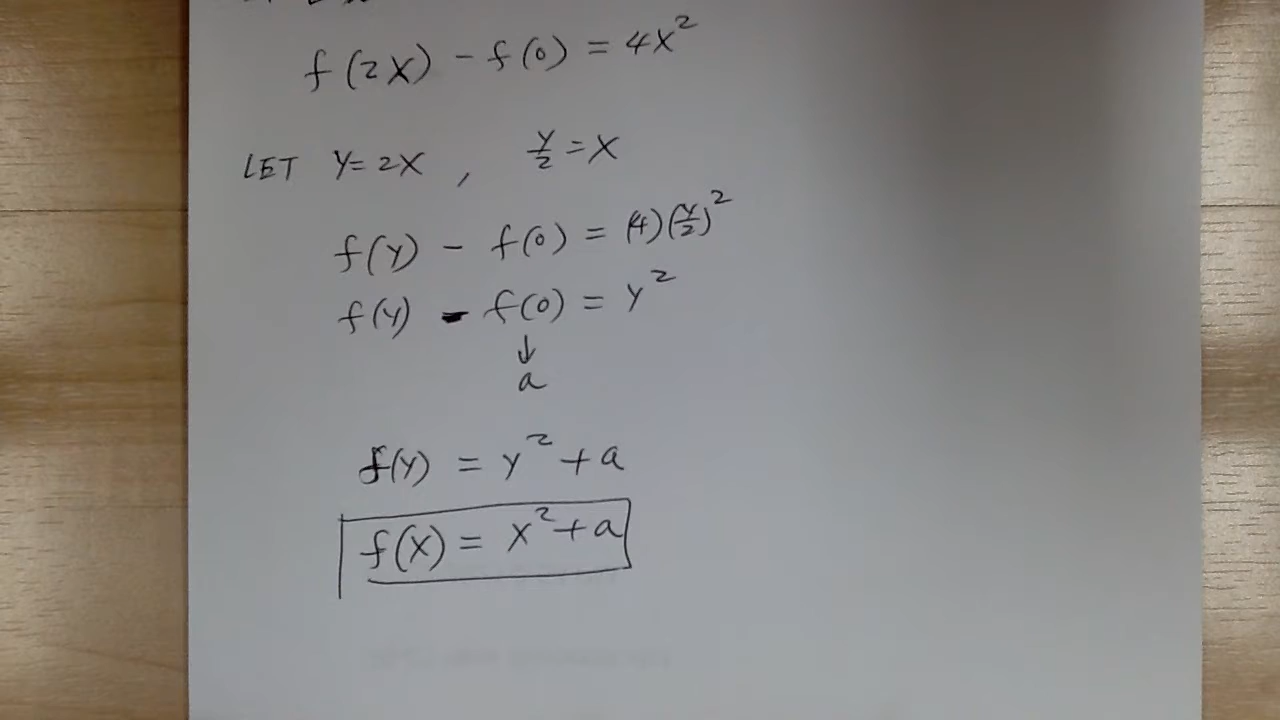 f(2x) - f(0) = 4x²
LET y = 2x , y/2 = x
f(y) - f(0) = (4)(y/2)²
f(y) - f(0) = y²
↓
a
f(y) = y² + a
f(x) = x² + a